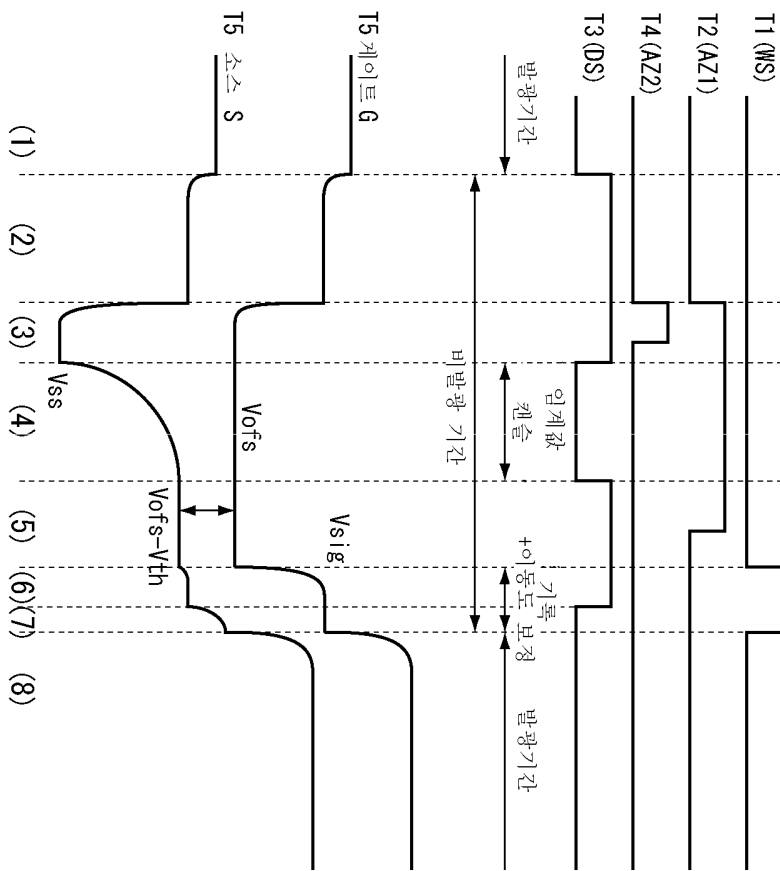 T1(WS)
T2(AZ1)
T4(AZ2)
T3(DS)
발광기간
임계값
캔슬
기록
+이동도 보정
발광기간
비발광 기간
T5 게이트 G
Vofs
Vsig
T5 소스 S
Vss
Vofs-Vth
(1)
(2)
(3)
(4)
(5)
(6)(7)
(8)